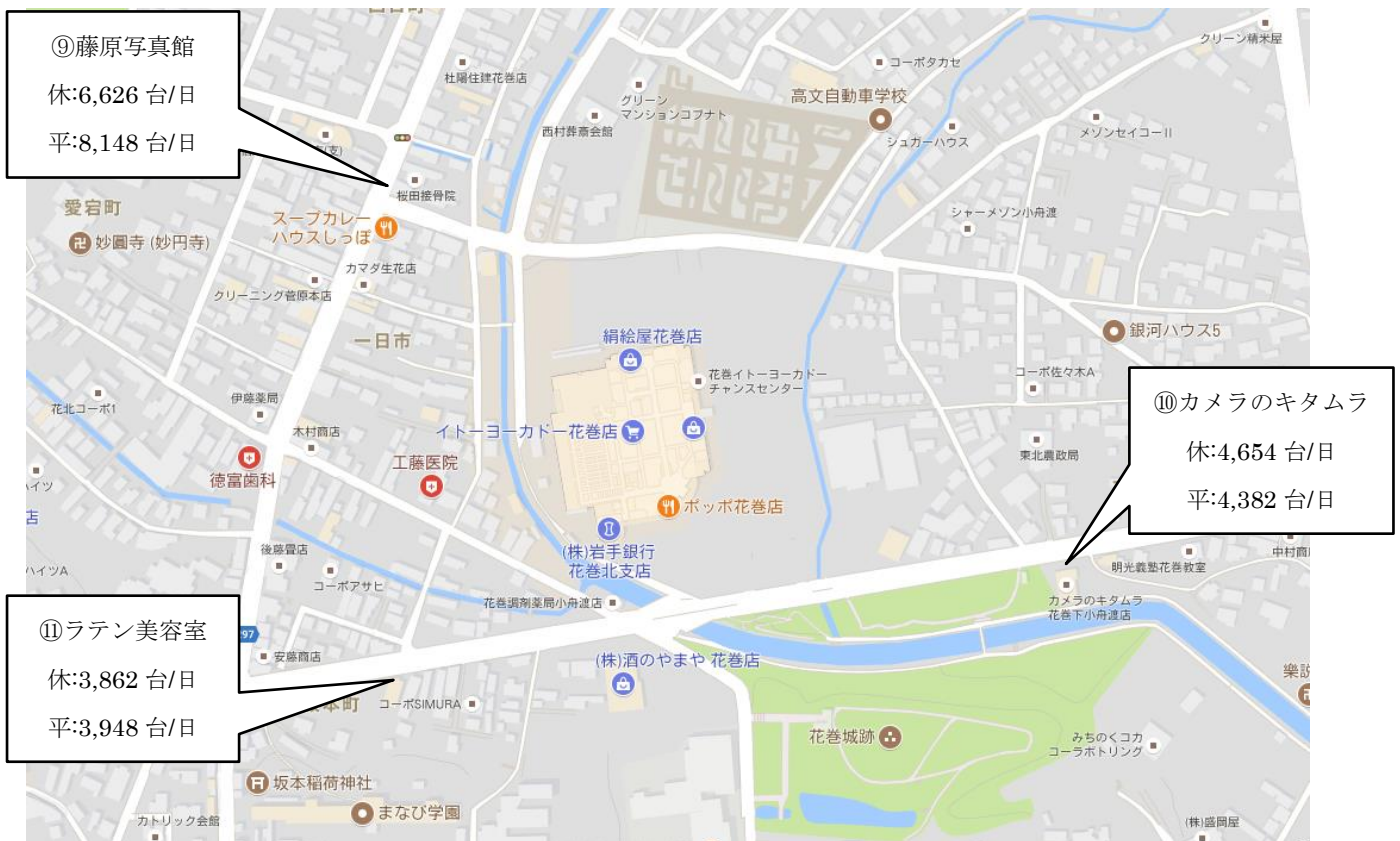 ⑨藤原写真館
休:6,626 台/日
平:8,148 台/日
杜陽住建花巻店
西村葬斎会館
グリーン
マンションコブナト
コーポタカセ
高文自動車学校
シュガーハウス
クリーン精米屋
メゾンセイコーⅡ
シャーメゾン小舟渡
桜田接骨院
愛宕町
妙圓寺 (妙円寺)
スープカレー
ハウスしっぽ
カマダ生花店
クリーニング菅原本店
一日市
絹絵屋花巻店
花巻イトーヨーカドー
チャンスセンター
銀河ハウス5
コーポ佐々木A
⑩カメラのキタムラ
休:4,654 台/日
平:4,382 台/日
花北コーポ1
伊藤薬局
木村商店
イトーヨーカドー花巻店
徳富歯科
工藤医院
東北農政局
ハイツ
店
ポッポ花巻店
(株)岩手銀行
花巻北支店
後藤畳店
ハイツA
コーポアサヒ
花巻調剤薬局小舟渡店
明光義塾花巻教室
カメラのキタムラ
花巻下小舟渡店
⑪ラテン美容室
休:3,862 台/日
平:3,948 台/日
安藤商店
(株)酒のやまや 花巻店
コーポSIMURA
花巻城跡
みちのくコカ
コーラボトリング
坂本稲荷神社
まなび学園
カトリック会館
(株)盛岡屋